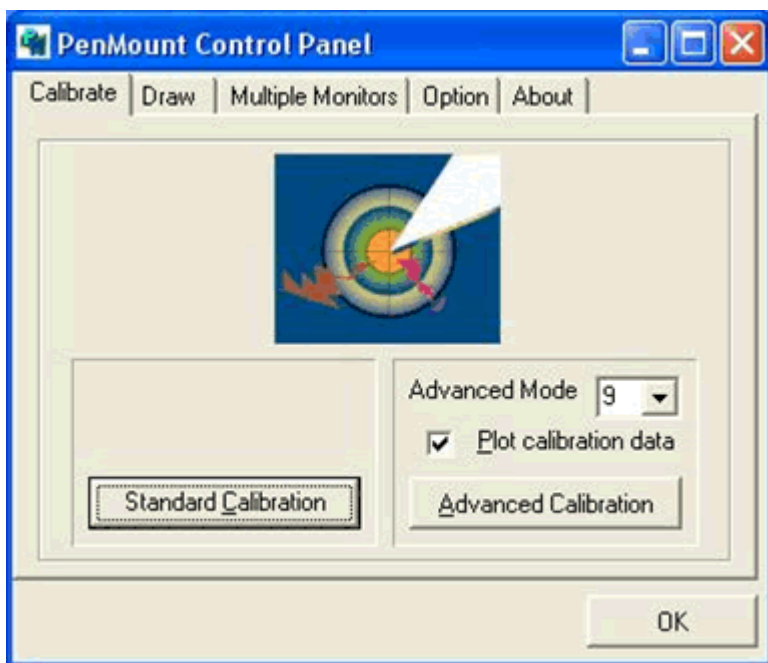 PenMount Control Panel
Calibrate Draw Multiple Monitors Option About
Advanced Mode 9
Plot calibration data
Standard Calibration Advanced Calibration
OK